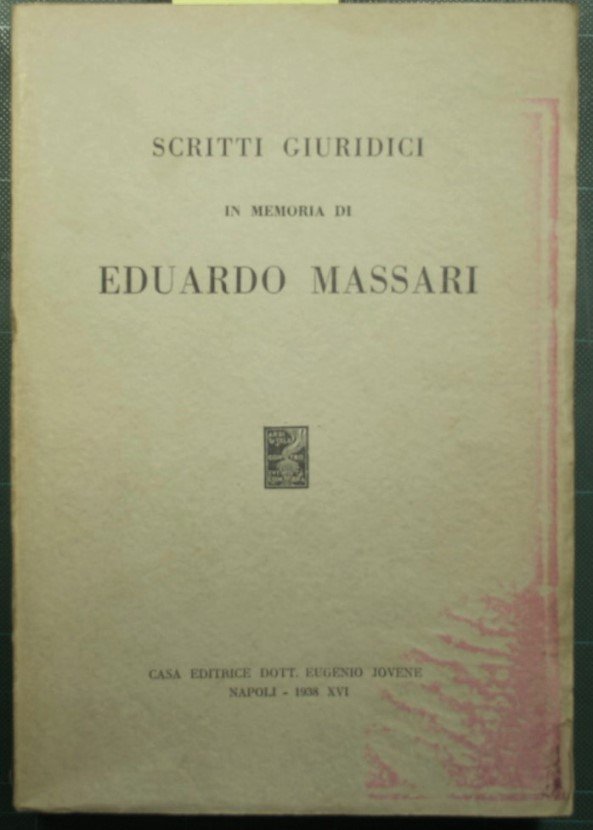 SCRITTI GIURIDICI
IN MEMORIA DI
EDUARDO MASSARI
CASA EDITRICE DOTT. EUGENIO JOVENE
NAPOLI - 1938 XVI